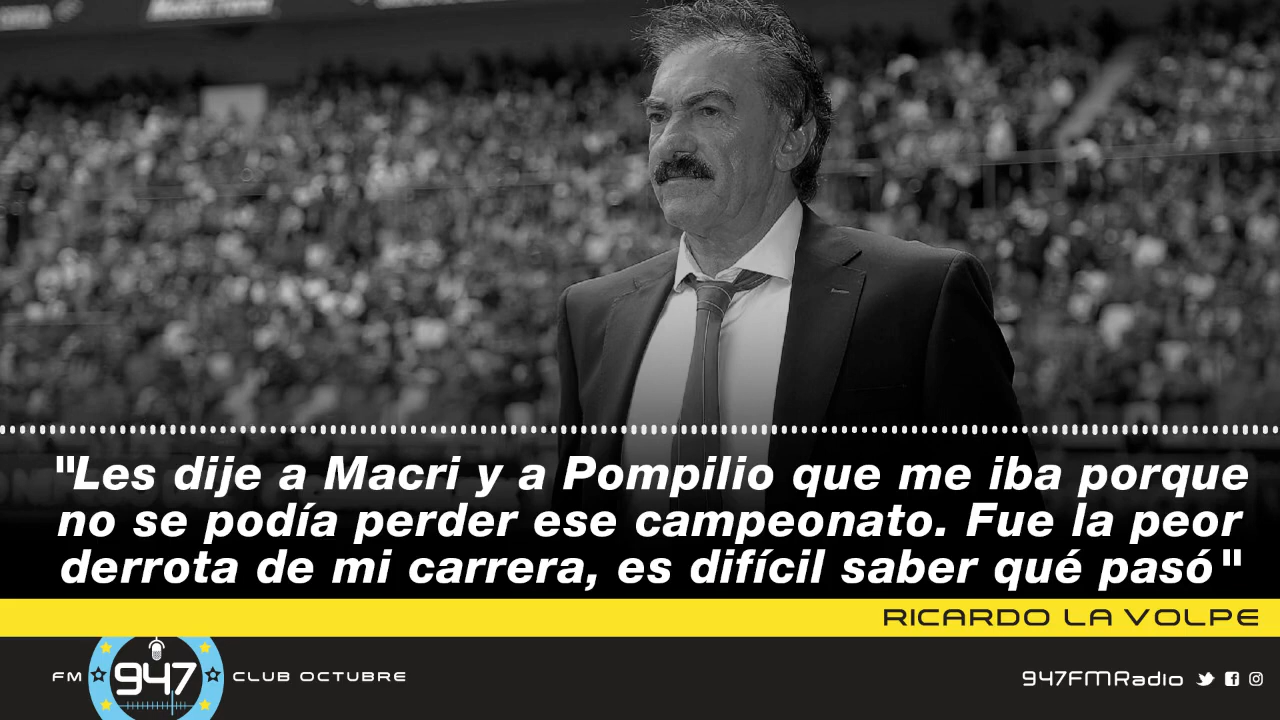 "Les dije a Macri y a Pompilio que me iba porque
no se podía perder ese campeonato. Fue la peor
derrota de mi carrera, es difícil saber qué pasó"
RICARDO LA VOLPE
FM 947 CLUB OCTUBRE
947FMRadio